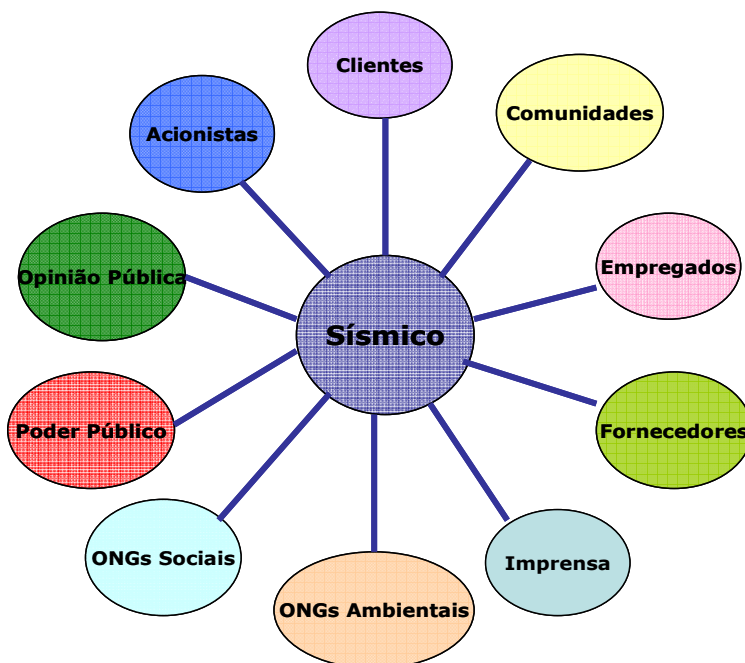 Clientes
Comunidades
Acionistas
Empregados
Opinião Pública
Sísmico
Poder Público
Fornecedores
ONGs Sociais
Imprensa
ONGs Ambientais